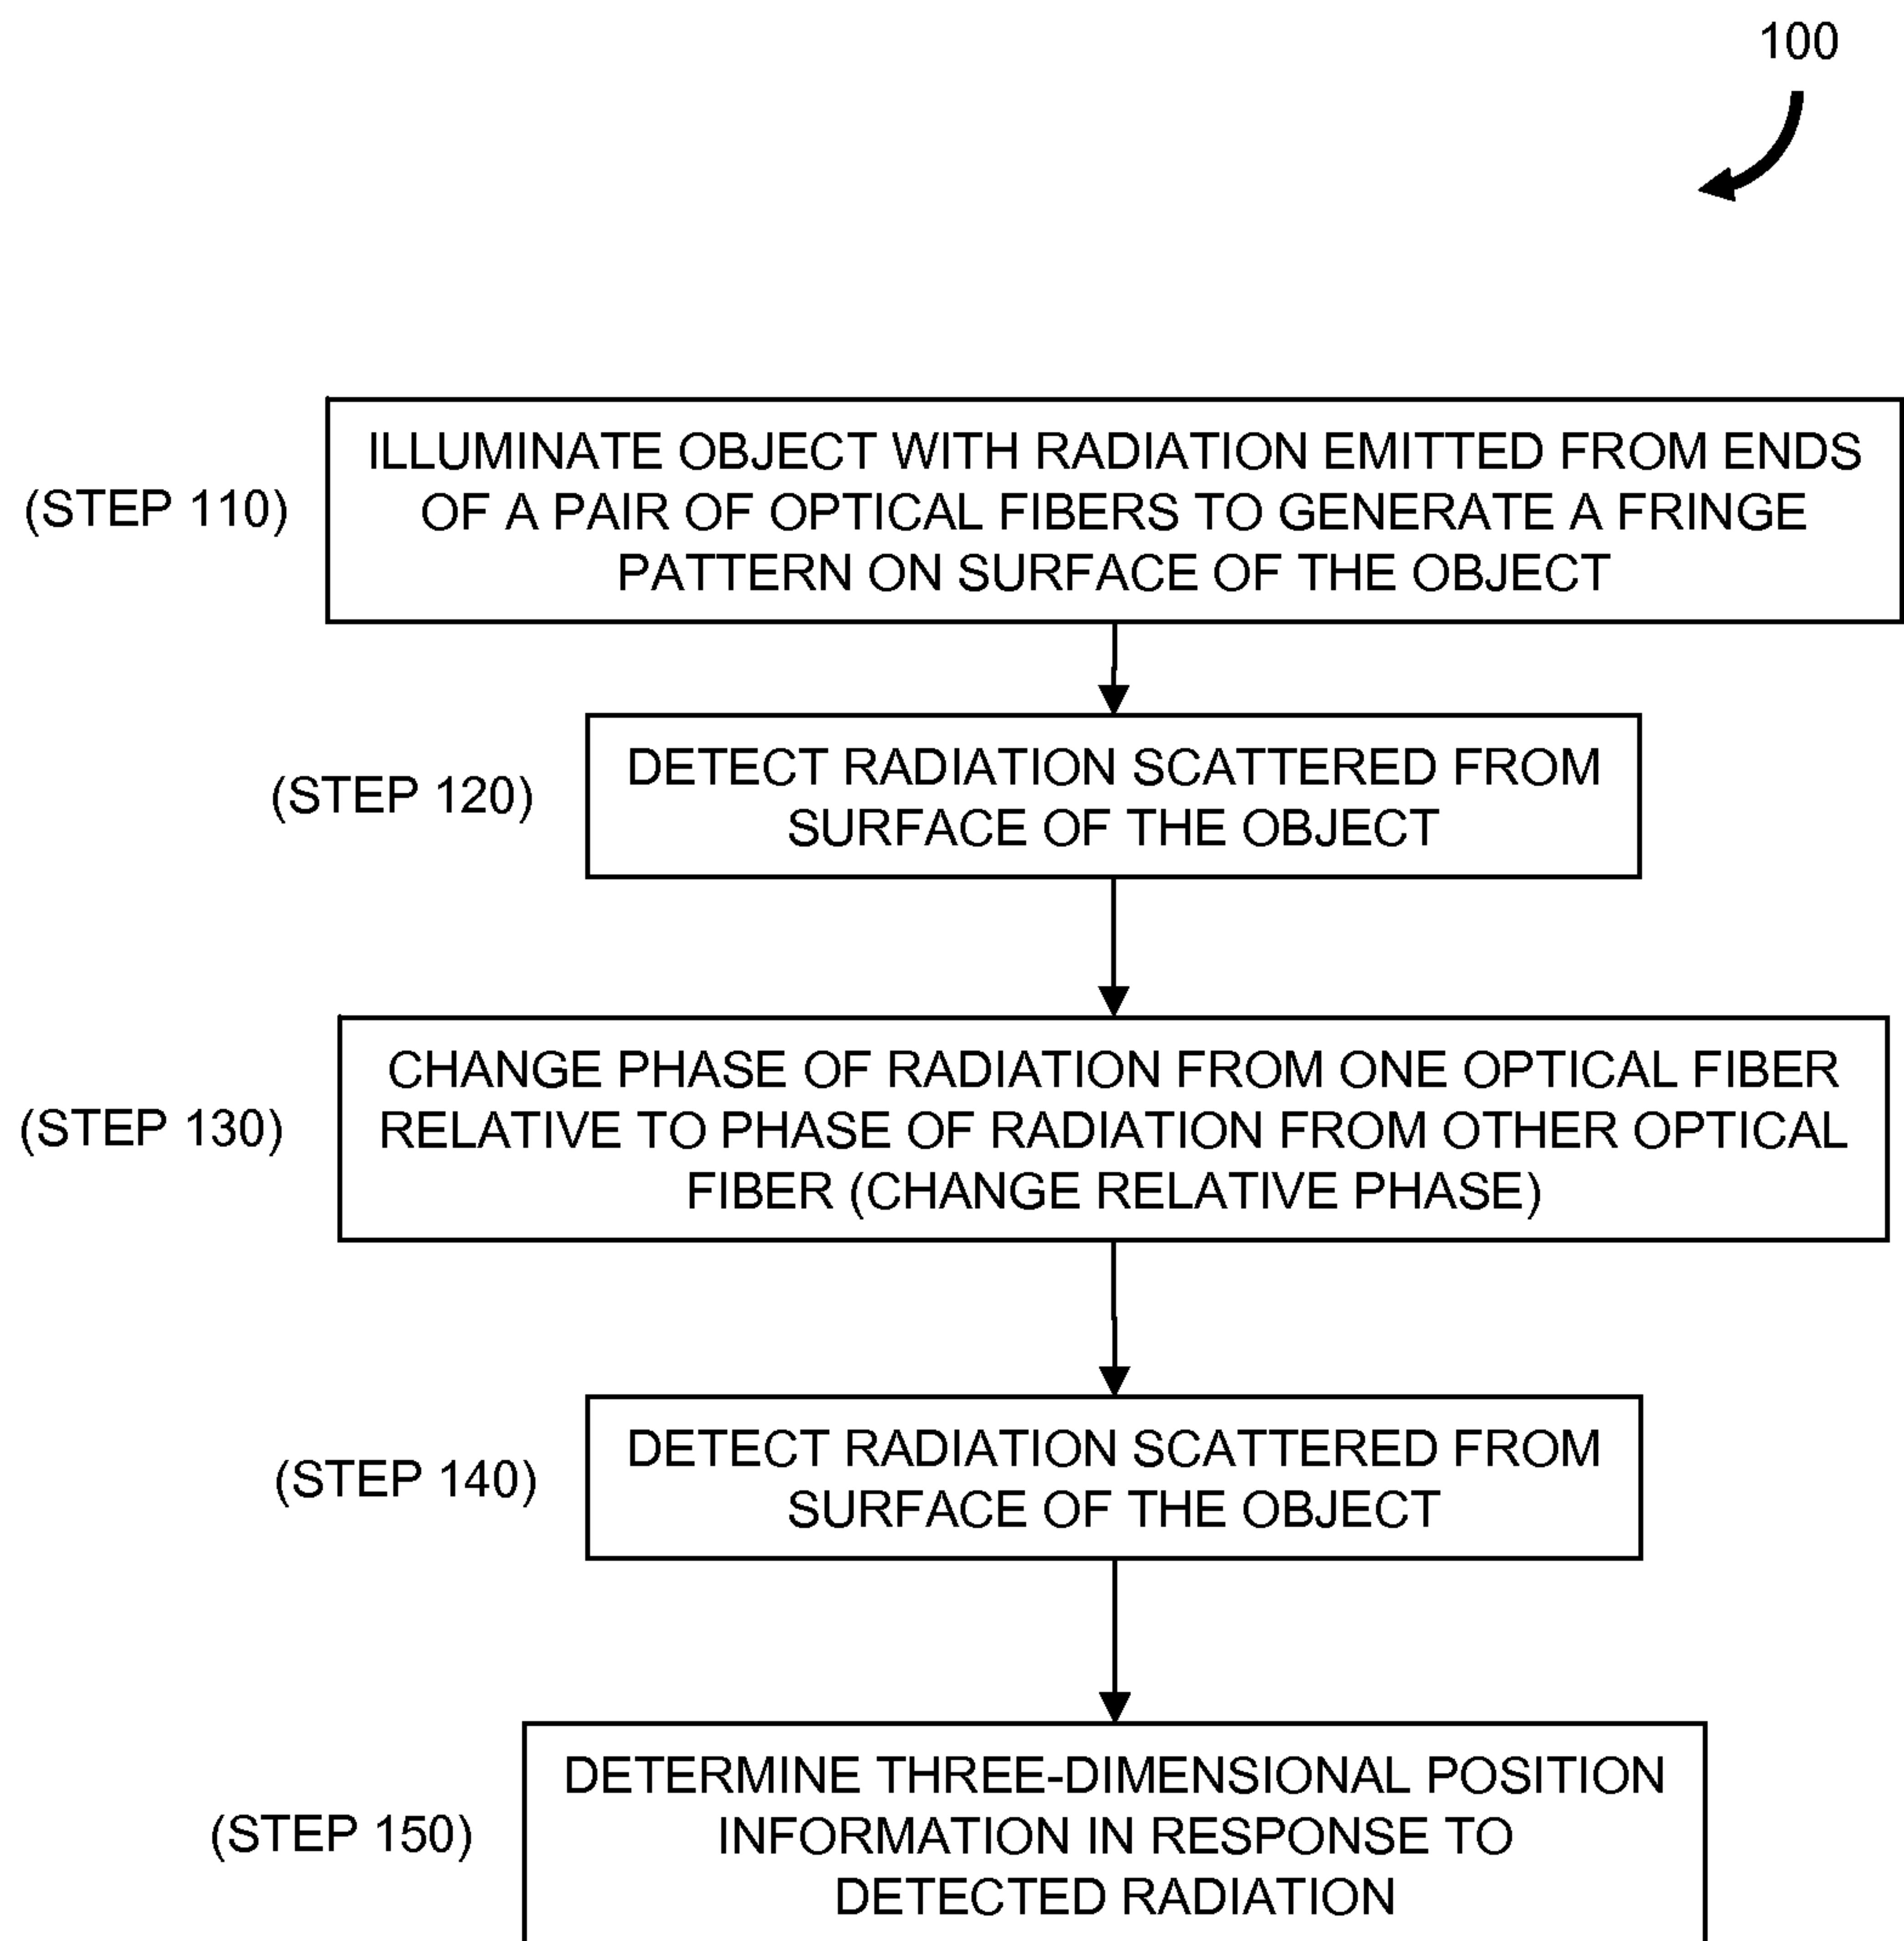 100
(STEP 110)
ILLUMINATE OBJECT WITH RADIATION EMITTED FROM ENDS
OF A PAIR OF OPTICAL FIBERS TO GENERATE A FRINGE
PATTERN ON SURFACE OF THE OBJECT
(STEP 120)
DETECT RADIATION SCATTERED FROM
SURFACE OF THE OBJECT
(STEP 130)
CHANGE PHASE OF RADIATION FROM ONE OPTICAL FIBER
RELATIVE TO PHASE OF RADIATION FROM OTHER OPTICAL
FIBER (CHANGE RELATIVE PHASE)
(STEP 140)
DETECT RADIATION SCATTERED FROM
SURFACE OF THE OBJECT
(STEP 150)
DETERMINE THREE-DIMENSIONAL POSITION
INFORMATION IN RESPONSE TO
DETECTED RADIATION